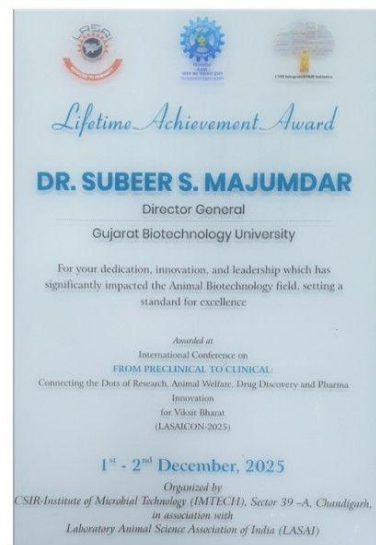 LASAI
Lifetime Achievement Award
DR. SUBEER S. MAJUMDAR
Director General
Gujarat Biotechnology University
For your dedication, innovation, and leadership which has
significantly impacted the Animal Biotechnology field, setting a
standard for excellence
Awarded at
International Conference on
FROM PRECLINICAL TO CLINICAL:
Connecting the Dots of Research, Animal Welfare, Drug Discovery and Pharma
Innovation
for Viksit Bharat
(LASAICON-2025)
1st - 2nd December, 2025
Organized by
CSIR-Institute of Microbial Technology (IMTECH), Sector 39 –A, Chandigarh,
in association with
Laboratory Animal Science Association of India (LASAI)